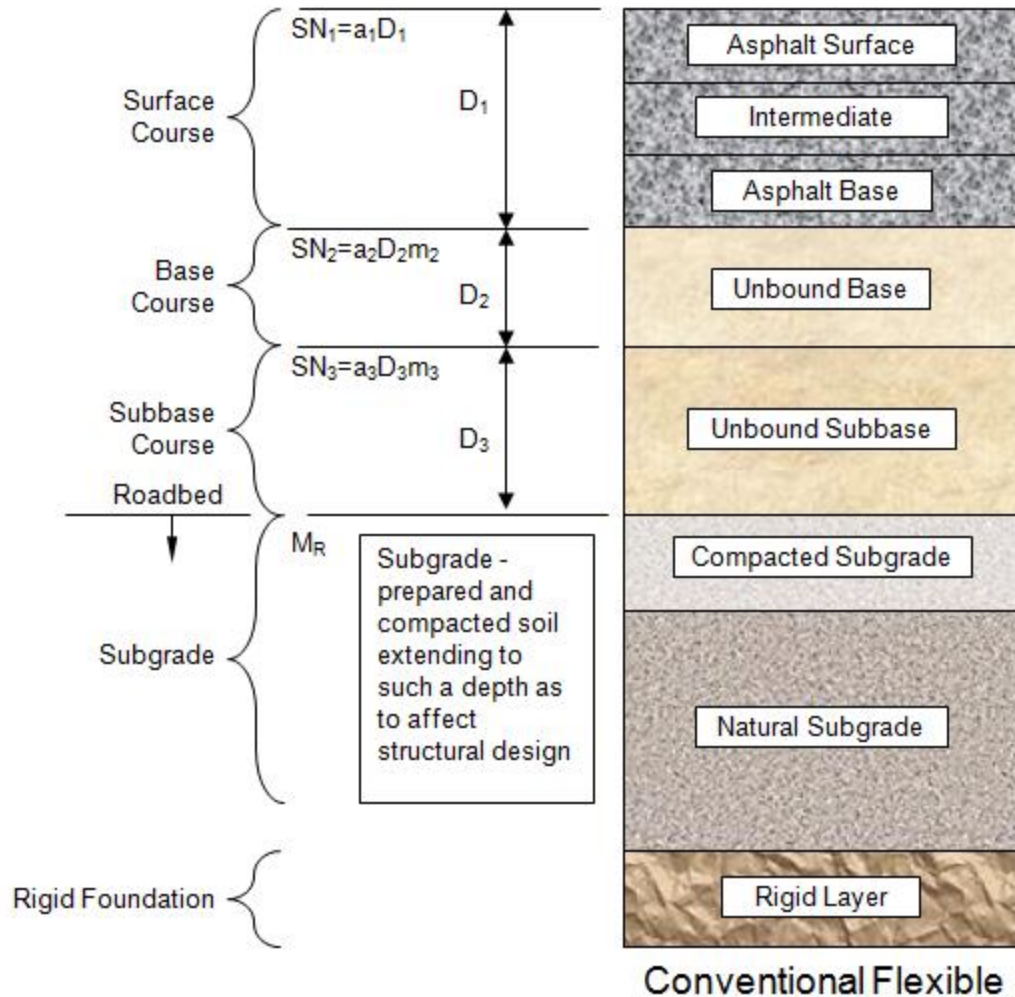 SN₁=a₁D₁
Surface
Course
D₁
Asphalt Surface
Intermediate
Asphalt Base
SN₂=a₂D₂m₂
Base
Course
D₂
Unbound Base
SN₃=a₃D₃m₃
Subbase
Course
D₃
Unbound Subbase
Roadbed
M_R
Subgrade -
prepared and
compacted soil
extending to
such a depth as
to affect
structural design
Compacted Subgrade
Subgrade
Natural Subgrade
Rigid Foundation
Rigid Layer
Conventional Flexible